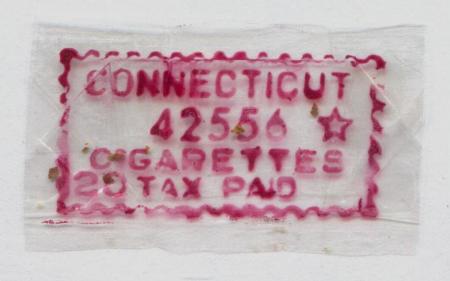 CONNECTICUT
42556
CIGARETTES
20 TAX PAID